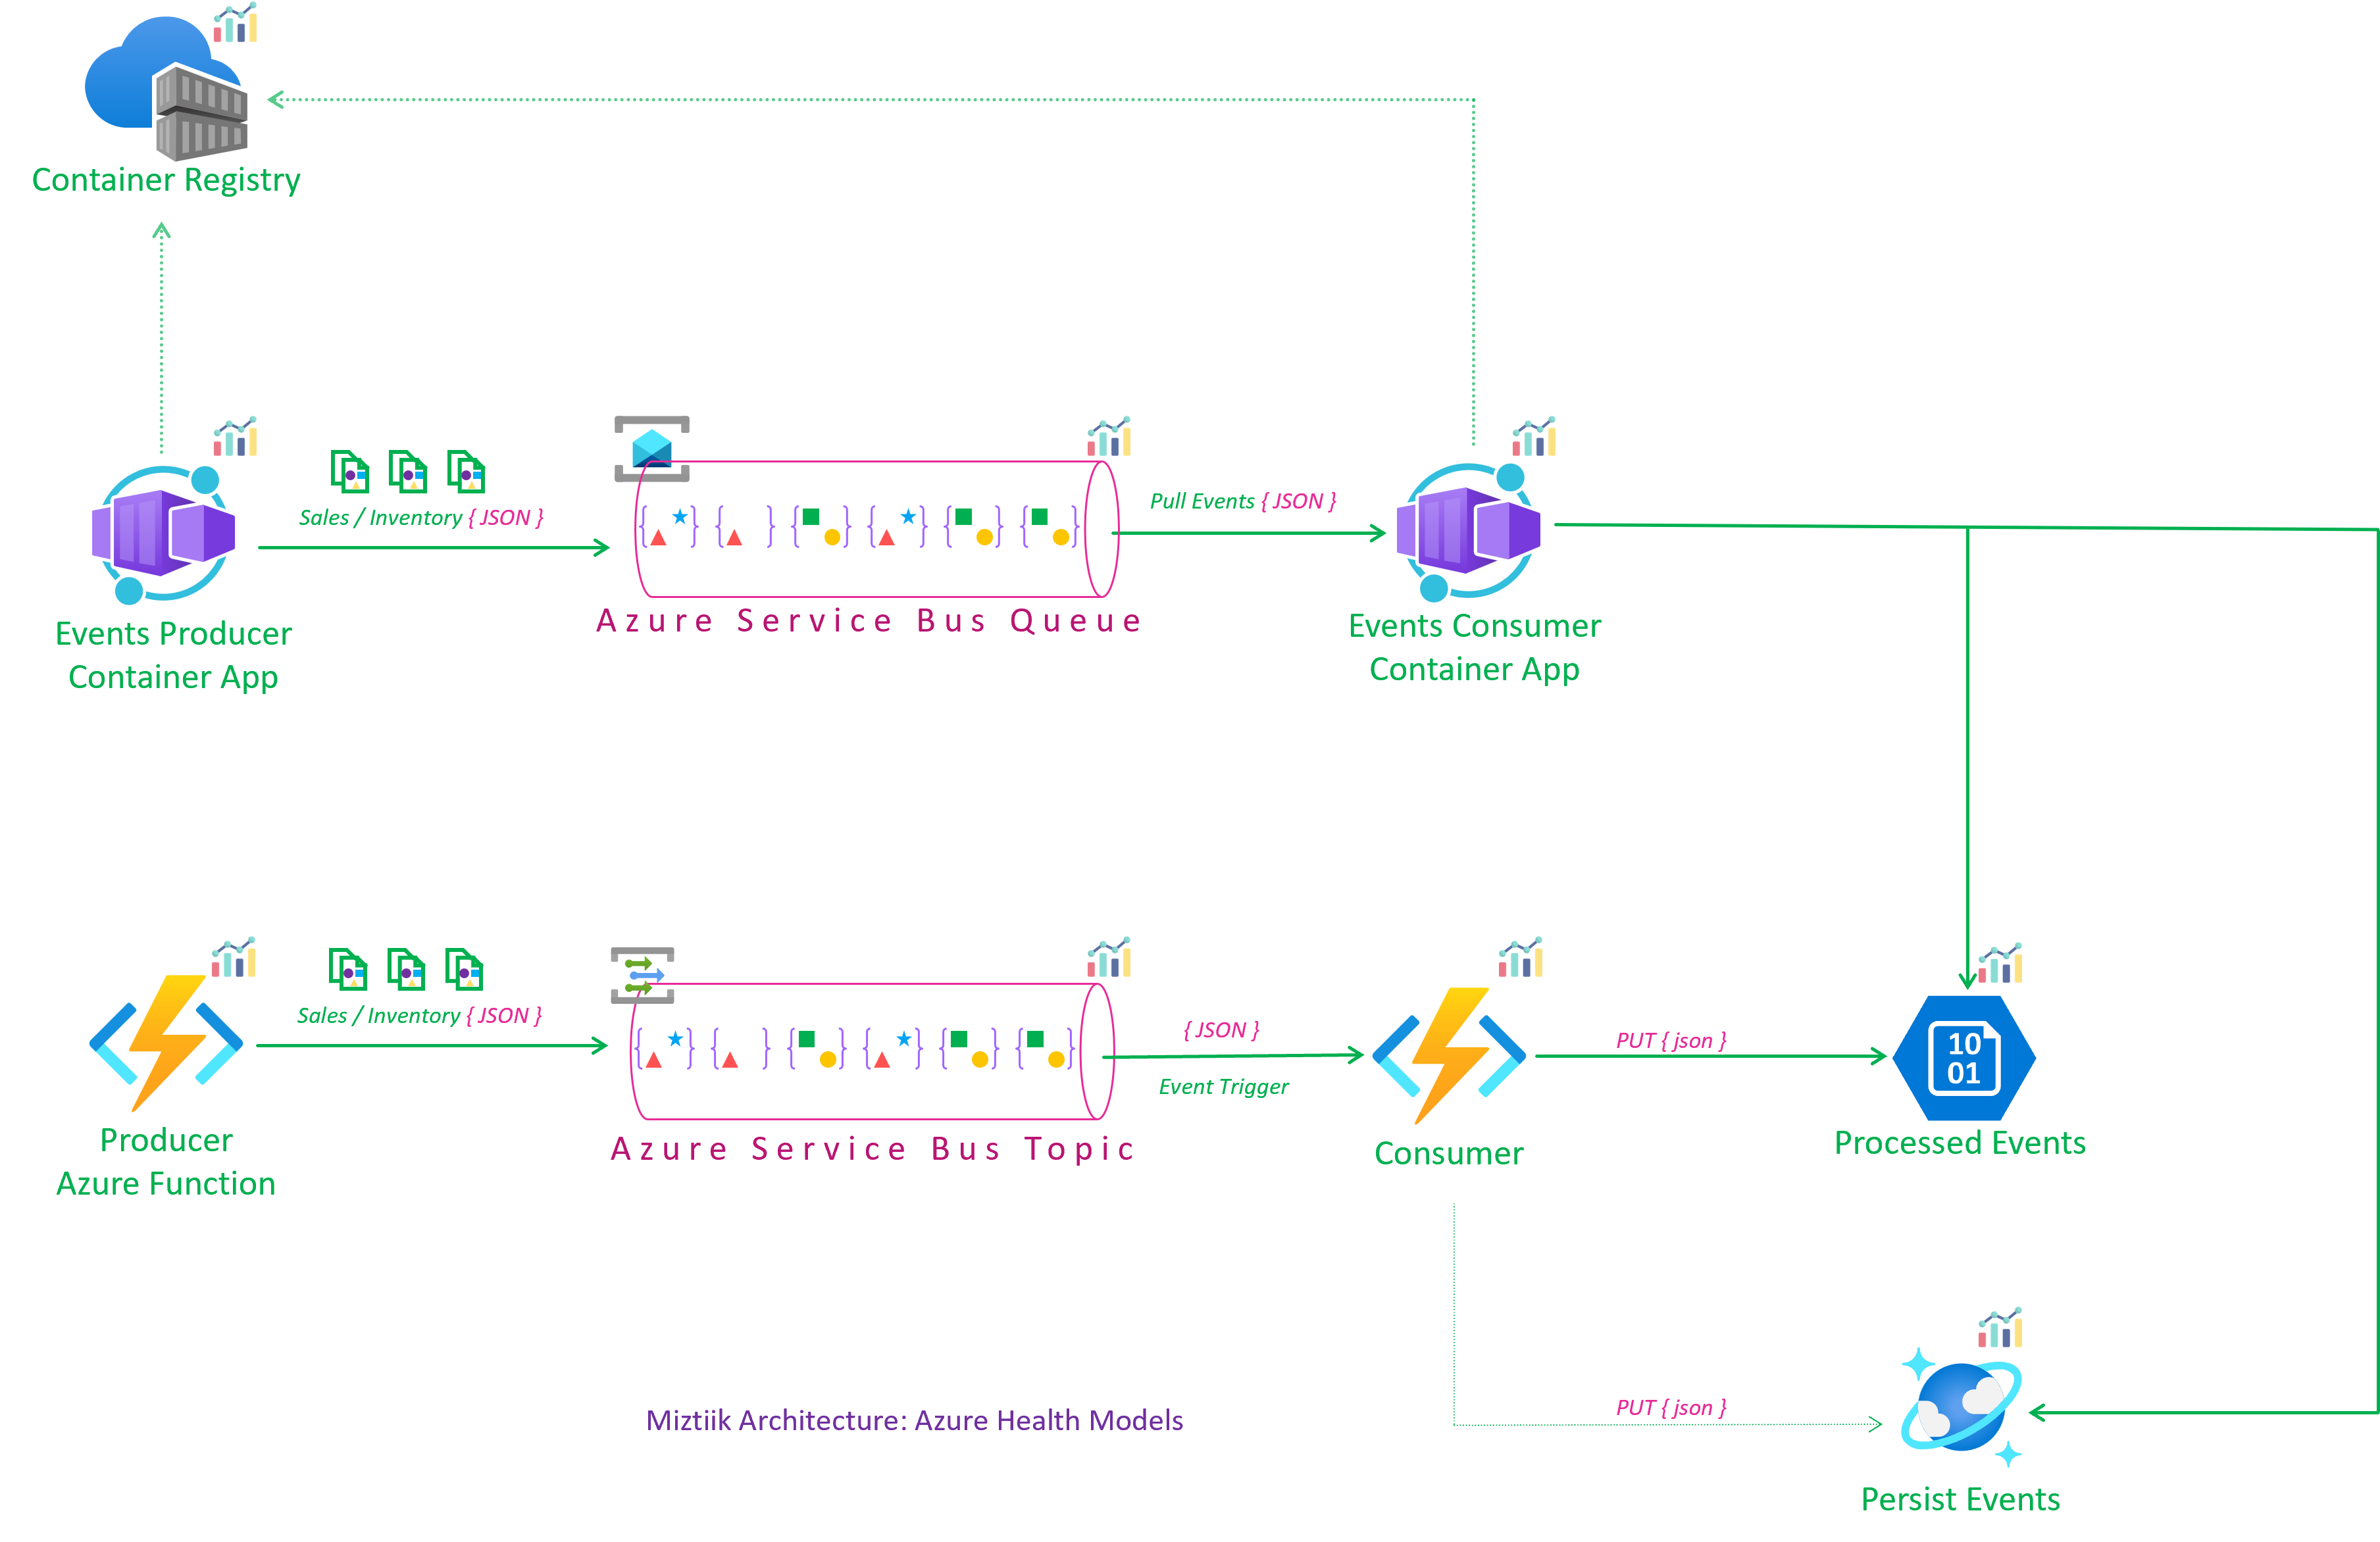 Container Registry
Sales / Inventory { JSON }
Pull Events { JSON }
Azure Service Bus Queue
Events Producer
Container App
Events Consumer
Container App
Sales / Inventory { JSON }
{ JSON }
Event Trigger
PUT { json }
10
01
Producer
Azure Function
Azure Service Bus Topic
Consumer
Processed Events
PUT { json }
Miztiik Architecture: Azure Health Models
Persist Events